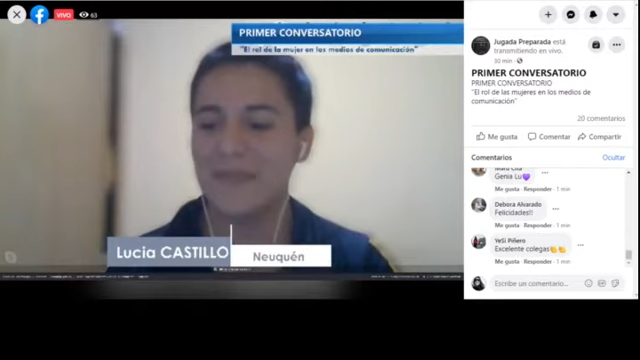 VIVO
63
PRIMER CONVERSATORIO
"El rol de la mujer en los medios de comunicación"
Lucia CASTILLO
Neuquén
Jugada Preparada está
transmitiendo en vivo.
30 min ·
PRIMER CONVERSATORIO
PRIMER CONVERSATORIO
"El rol de las mujeres en los medios de
comunicación"
20 comentarios
Me gusta
Comentar
Compartir
Comentarios
Ocultar
Genia Lu💜
Me gusta · Responder · 1 min
Debora Alvarado
Felicidades!!
Me gusta · Responder · 1 min
YeSi Piñero
Excelente colegas👏👏
Me gusta · Responder · 1 min
Escribe un comentario...